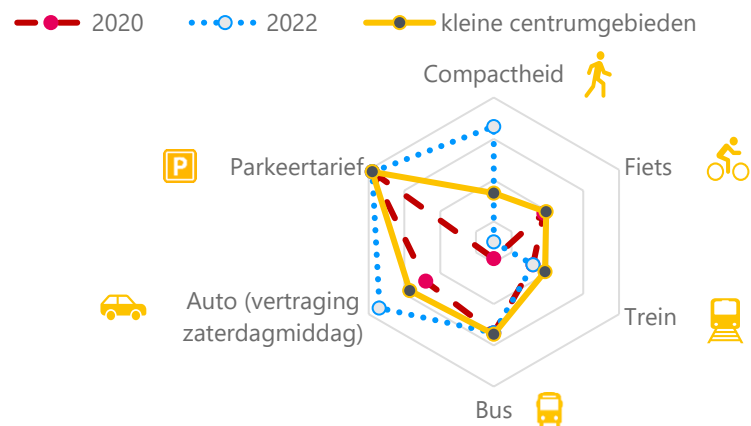 2020
2022
kleine centrumgebieden
Compactheid
P
Parkeertarief
Fiets
Auto (vertraging
zaterdagmiddag)
Trein
Bus